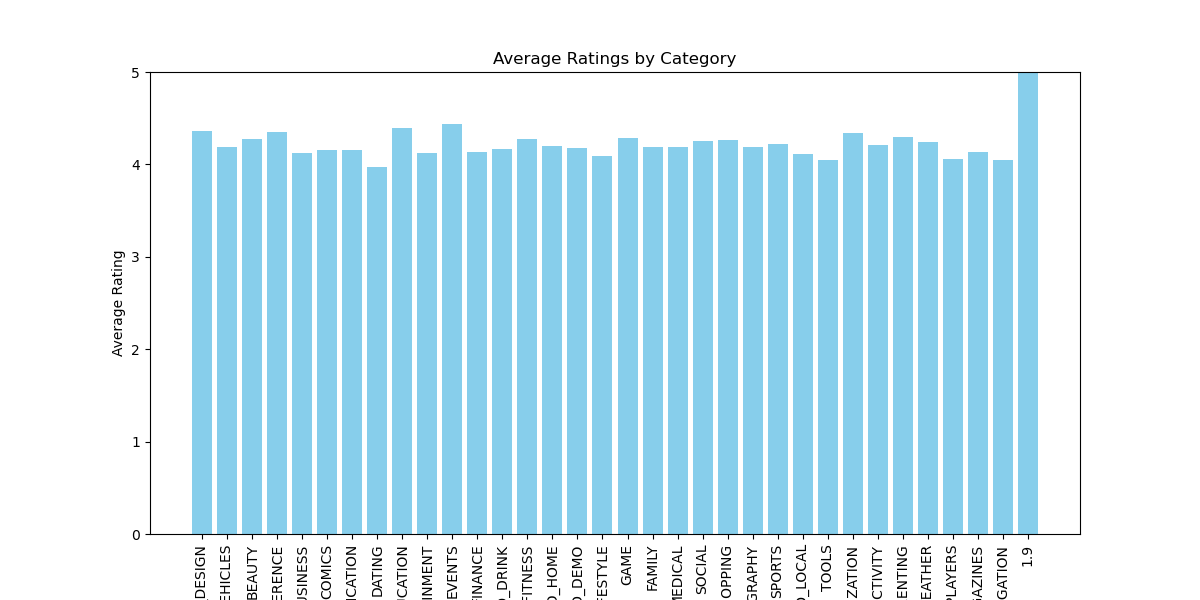 Average Ratings by Category
Average Rating
5
4
3
2
1
0
DESIGN
EHICLES
BEAUTY
ERENCE
USINESS
COMICS
ICATION
DATING
CATION
INMENT
EVENTS
INANCE
_DRINK
FITNESS
_HOME
_DEMO
FESTYLE
GAME
FAMILY
MEDICAL
SOCIAL
OPPING
GRAPHY
SPORTS
_LOCAL
TOOLS
ZATION
CTIVITY
ENTING
EATHER
PLAYERS
GAZINES
GATION
1.9